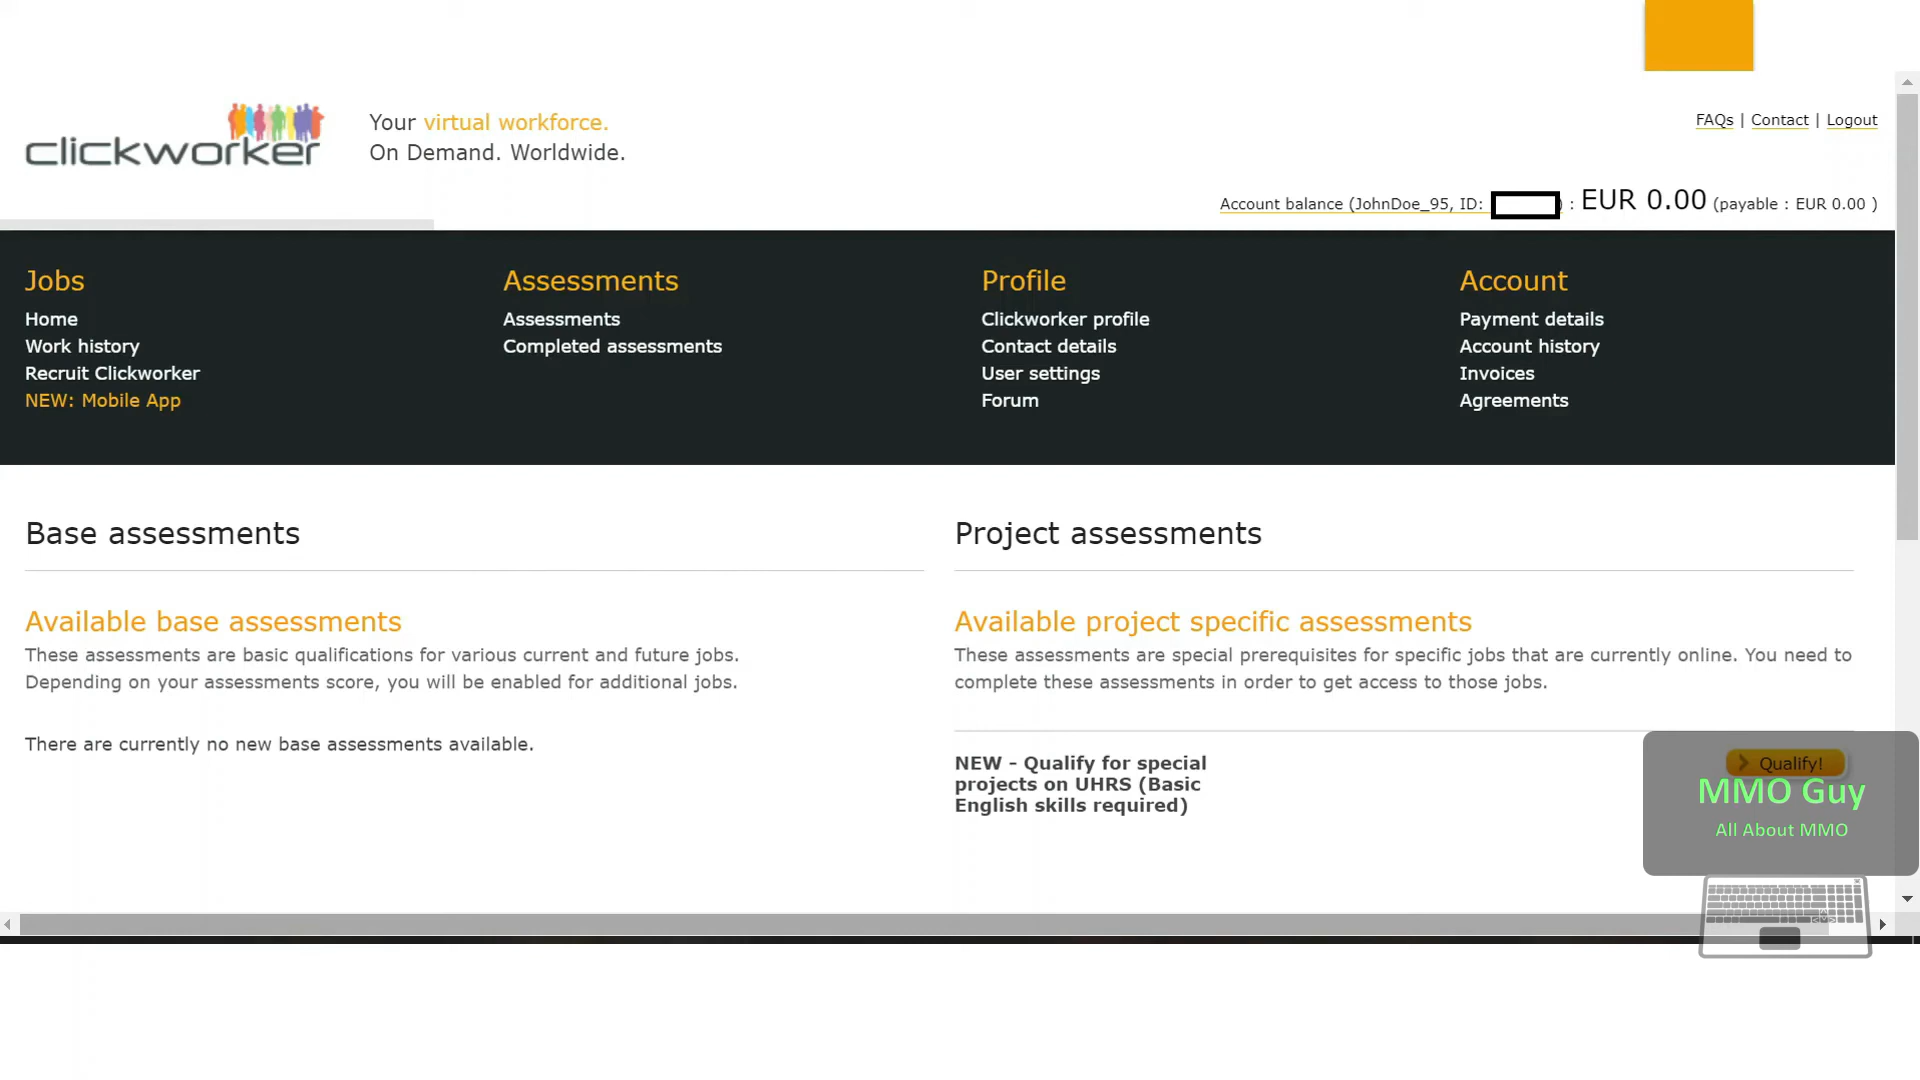 clickworker
Your virtual workforce.
On Demand. Worldwide.
FAQs | Contact | Logout
Account balance (JohnDoe_95, ID: ) : EUR 0.00 (payable : EUR 0.00 )
Jobs
Home
Work history
Recruit Clickworker
NEW: Mobile App
Assessments
Assessments
Completed assessments
Profile
Clickworker profile
Contact details
User settings
Forum
Account
Payment details
Account history
Invoices
Agreements
Base assessments
Available base assessments
These assessments are basic qualifications for various current and future jobs.
Depending on your assessments score, you will be enabled for additional jobs.
There are currently no new base assessments available.
Project assessments
Available project specific assessments
These assessments are special prerequisites for specific jobs that are currently online. You need to
complete these assessments in order to get access to those jobs.
NEW - Qualify for special
projects on UHRS (Basic
English skills required)
Qualify!
MMO Guy
All About MMO